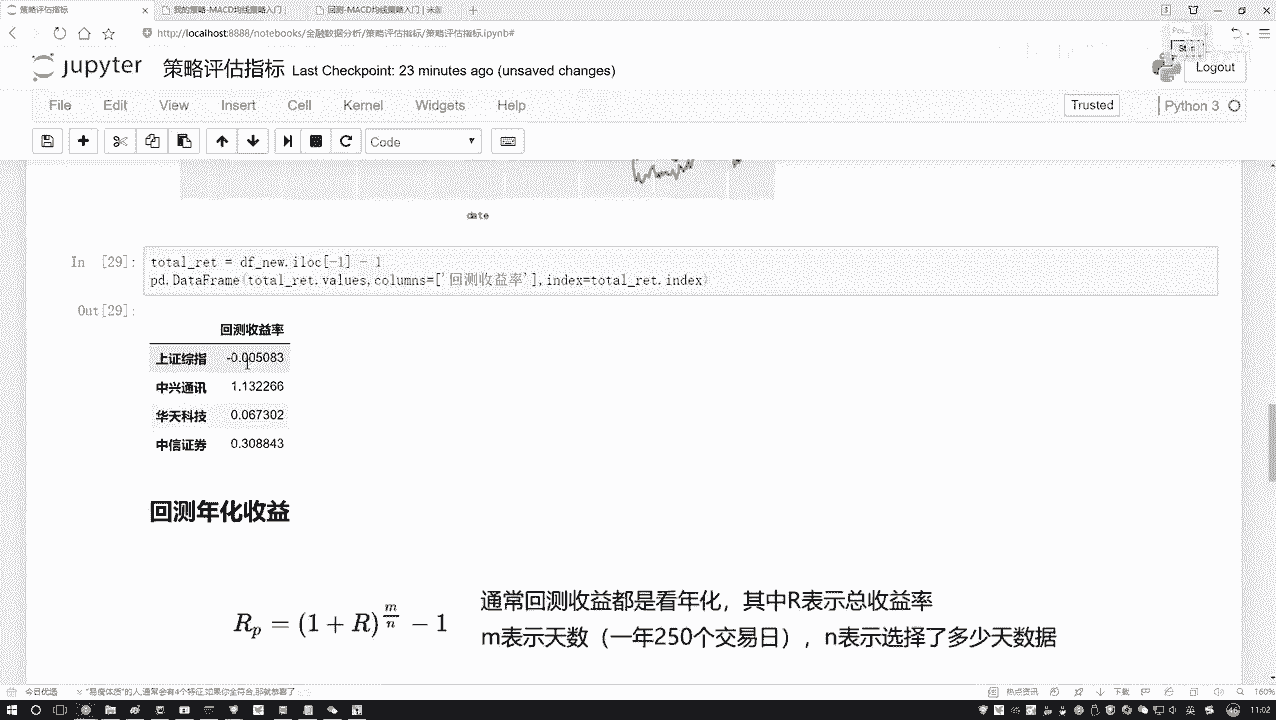 策略评估指标
我的策略-MACD均线策略入门 |
回测-MACD均线策略入门 | 米筐
http://localhost:8888/notebooks/金融数据分析/策略评估指标/策略评估指标.ipynb#
jupyter 策略评估指标 Last Checkpoint: 23 minutes ago (unsaved changes)
Logout
File Edit View Insert Cell Kernel Widgets Help
Trusted
Python 3
Code
date
In [29]:
total_ret = df_new.iloc[-1] - 1
pd.DataFrame(total_ret.values,columns=['回测收益率'],index=total_ret.index)
Out[29]:
回测收益率
上证综指 -0.005083
中兴通讯 1.132266
华天科技 0.067302
中信证券 0.308843
回测年化收益
R_p = (1 + R)^{m/n} − 1
通常回测收益都是看年化，其中R表示总收益率
m表示天数（一年250个交易日），n表示选择了多少天数据
今日优选
"易瘦体质"的人,通常会有4个特征,如果你全符合,那就恭喜了
热点资讯
下载
160%
英
11:02